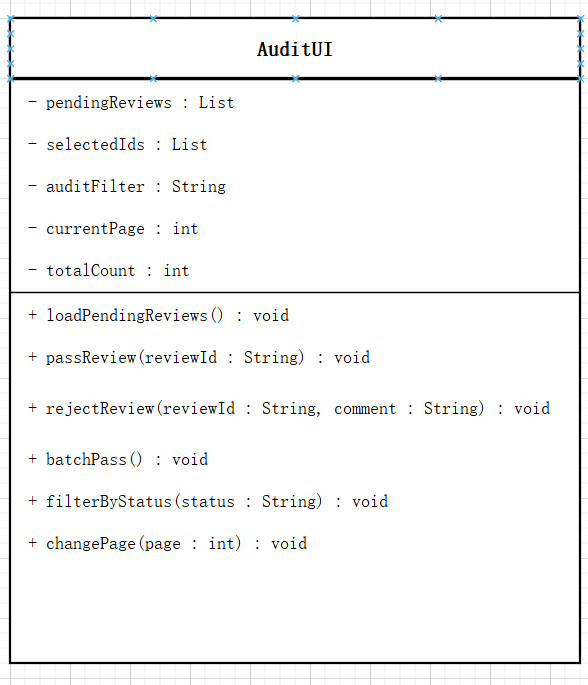 AuditUI
- pendingReviews : List
- selectedIds : List
- auditFilter : String
- currentPage : int
- totalCount : int
+ loadPendingReviews() : void
+ passReview(reviewId : String) : void
+ rejectReview(reviewId : String, comment : String) : void
+ batchPass() : void
+ filterByStatus(status : String) : void
+ changePage(page : int) : void